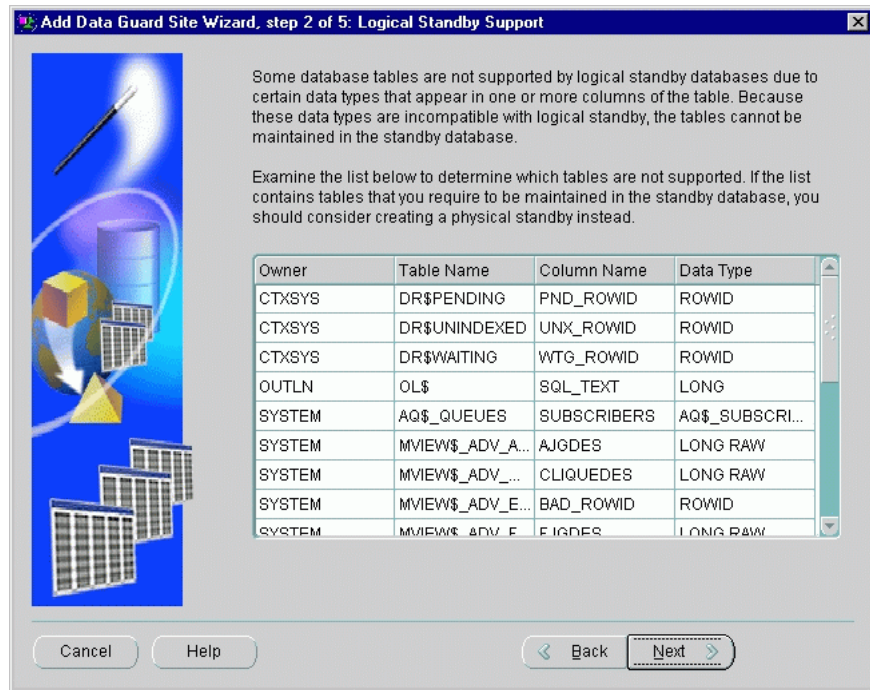 Add Data Guard Site Wizard, step 2 of 5: Logical Standby Support
Some database tables are not supported by logical standby databases due to
certain data types that appear in one or more columns of the table. Because
these data types are incompatible with logical standby, the tables cannot be
maintained in the standby database.
Examine the list below to determine which tables are not supported. If the list
contains tables that you require to be maintained in the standby database, you
should consider creating a physical standby instead.
Owner Table Name Column Name Data Type
CTXSYS DR$PENDING PND_ROWID ROWID
CTXSYS DR$UNINDEXED UNX_ROWID ROWID
CTXSYS DR$WAITING WTG_ROWID ROWID
OUTLN OL$ SQL_TEXT LONG
SYSTEM AQ$_QUEUES SUBSCRIBERS AQ$_SUBSCRI...
SYSTEM MVIEW$_ADV_A... AJGDES LONG RAW
SYSTEM MVIEW$_ADV_... CLIQUEDES LONG RAW
SYSTEM MVIEW$_ADV_E... BAD_ROWID ROWID
SYSTEM MVIEW$_ADV_F... FJGDES LONG RAW
Cancel Help Back Next